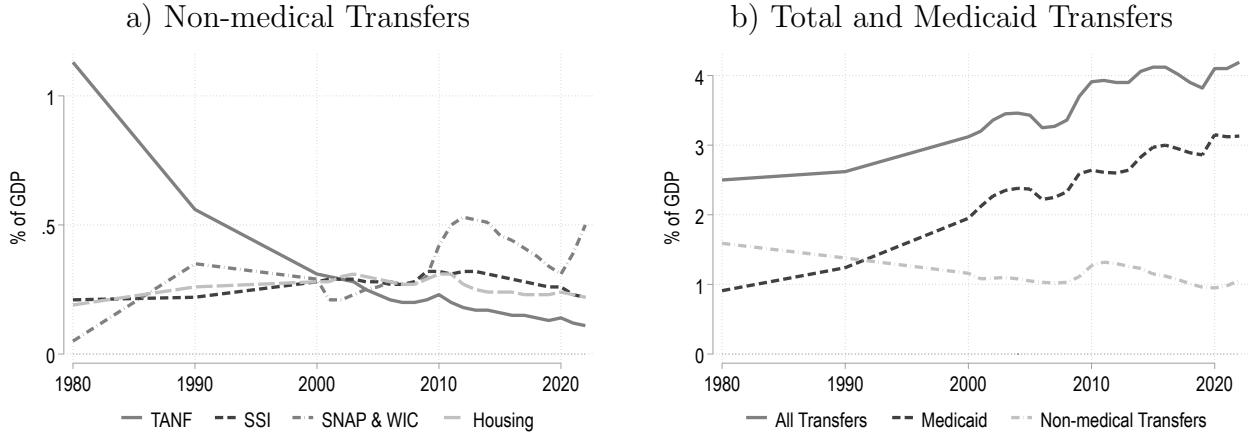 a) Non-medical Transfers
% of GDP
1
.5
0
1980 1990 2000 2010 2020
TANF SSI SNAP & WIC Housing
b) Total and Medicaid Transfers
% of GDP
4
3
2
1
0
1980 1990 2000 2010 2020
All Transfers Medicaid Non-medical Transfers